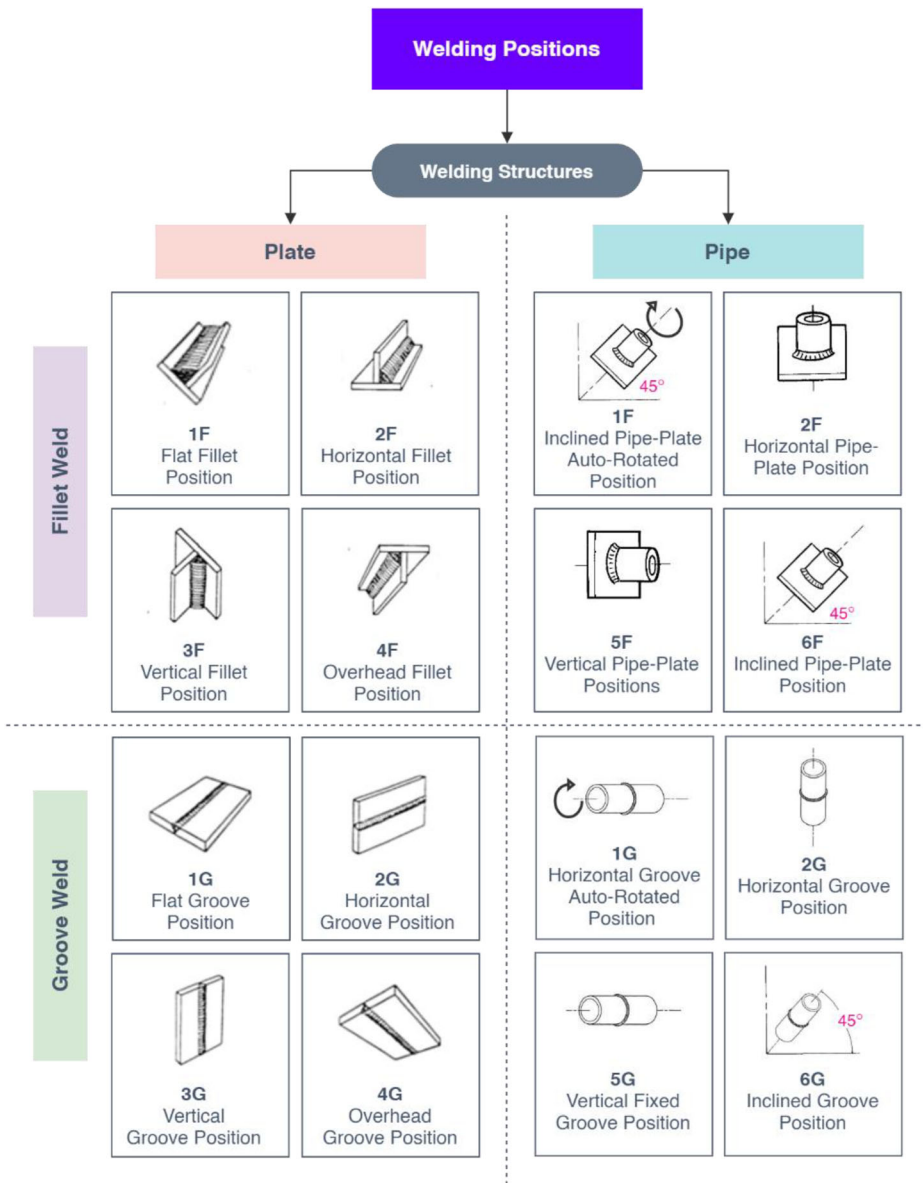 Welding Positions
Welding Structures
Plate
Pipe
Fillet Weld
1F
Flat Fillet
Position
2F
Horizontal Fillet
Position
45°
1F
Inclined Pipe-Plate
Auto-Rotated
Position
2F
Horizontal Pipe-
Plate Position
3F
Vertical Fillet
Position
4F
Overhead Fillet
Position
5F
Vertical Pipe-Plate
Positions
45°
6F
Inclined Pipe-Plate
Position
Groove Weld
1G
Flat Groove
Position
2G
Horizontal
Groove Position
1G
Horizontal Groove
Auto-Rotated
Position
2G
Horizontal Groove
Position
3G
Vertical
Groove Position
4G
Overhead
Groove Position
5G
Vertical Fixed
Groove Position
45°
6G
Inclined Groove
Position